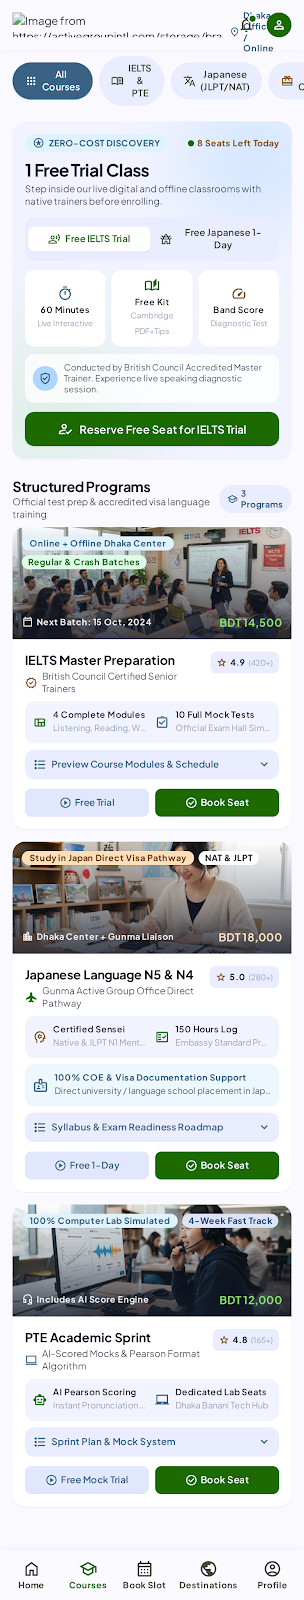 Image from
https://activegroupintl.com/storage/bra
Dhaka
/
Online
All
Courses
IELTS
&
PTE
Japanese
(JLPT/NAT)
ZERO-COST DISCOVERY
8 Seats Left Today
1 Free Trial Class
Step inside our live digital and offline classrooms with
native trainers before enrolling.
Free IELTS Trial
Free Japanese 1-
Day
60 Minutes
Live Interactive
Free Kit
Cambridge
PDF+Tips
Band Score
Diagnostic Test
Conducted by British Council Accredited Master
Trainer. Experience live speaking diagnostic
session.
Reserve Free Seat for IELTS Trial
Structured Programs
Official test prep & accredited visa language
training
3
Programs
Online + Offline Dhaka Center
Regular & Crash Batches
IELTS
Next Batch: 15 Oct, 2024
BDT 14,500
IELTS Master Preparation
4.9 (420+)
British Council Certified Senior
Trainers
4 Complete Modules
Listening, Reading, W...
10 Full Mock Tests
Official Exam Hall Sim...
Preview Course Modules & Schedule
Free Trial
Book Seat
Study in Japan Direct Visa Pathway
NAT & JLPT
Dhaka Center + Gunma Liaison
BDT 18,000
Japanese Language N5 & N4
5.0 (280+)
Gunma Active Group Office Direct
Pathway
Certified Sensei
Native & JLPT N1 Ment...
150 Hours Log
Embassy Standard Pr...
100% COE & Visa Documentation Support
Direct university / language school placement in Jap...
Syllabus & Exam Readiness Roadmap
Free 1-Day
Book Seat
100% Computer Lab Simulated
4-Week Fast Track
Includes AI Score Engine
BDT 12,000
PTE Academic Sprint
4.8 (165+)
AI-Scored Mocks & Pearson Format
Algorithm
AI Pearson Scoring
Instant Pronunciation...
Dedicated Lab Seats
Dhaka Banani Tech Hub
Sprint Plan & Mock System
Free Mock Trial
Book Seat
Home
Courses
Book Slot
Destinations
Profile